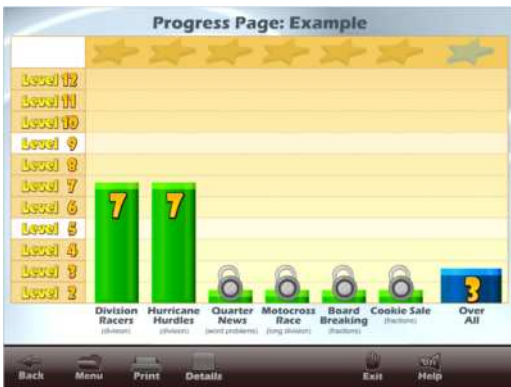 Progress Page: Example
Level 12
Level 11
Level 10
Level 9
Level 8
Level 7
Level 6
Level 5
Level 4
Level 3
Level 2
7
7
3
Division Racers
(division)
Hurricane Hurdles
(division)
Quarter News
(word problems)
Motocross Race
(long division)
Board Breaking
(fractions)
Cookie Sale
(fractions)
Over All
Back
Menu
Print
Details
Exit
Help